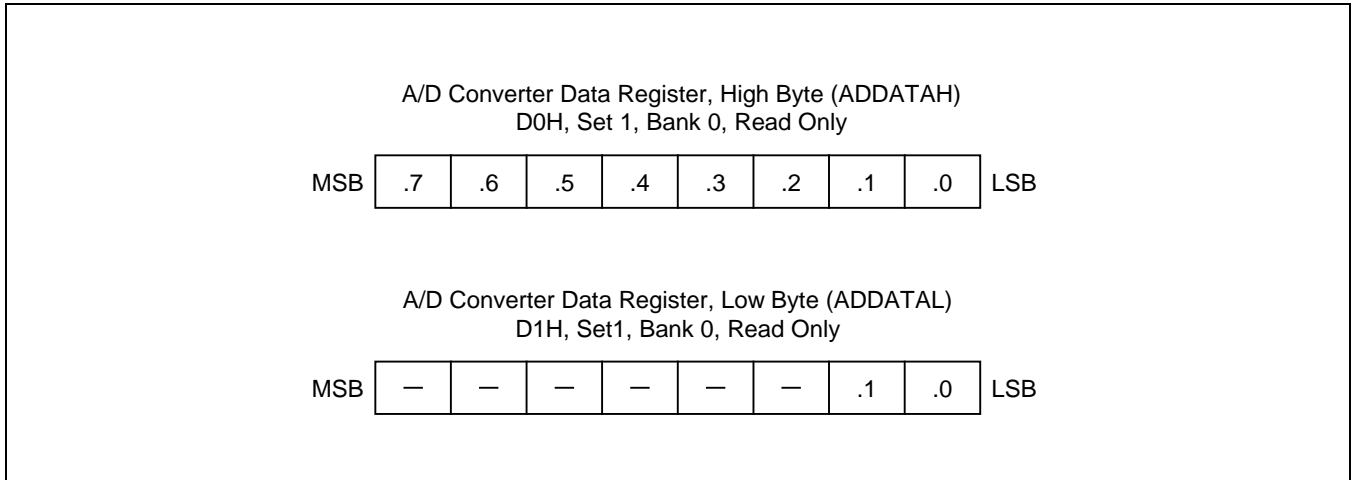 A/D Converter Data Register, High Byte (ADDATAH)
D0H, Set 1, Bank 0, Read Only
MSB .7 .6 .5 .4 .3 .2 .1 .0 LSB
A/D Converter Data Register, Low Byte (ADDATAL)
D1H, Set1, Bank 0, Read Only
MSB – – – – – – .1 .0 LSB